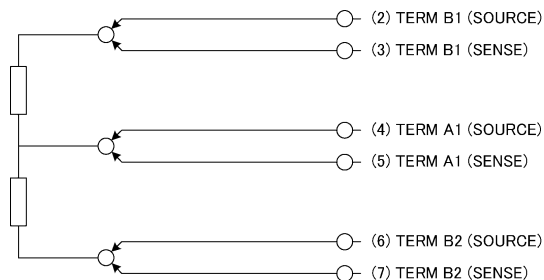 (2) TERM B1 (SOURCE)
(3) TERM B1 (SENSE)
(4) TERM A1 (SOURCE)
(5) TERM A1 (SENSE)
(6) TERM B2 (SOURCE)
(7) TERM B2 (SENSE)